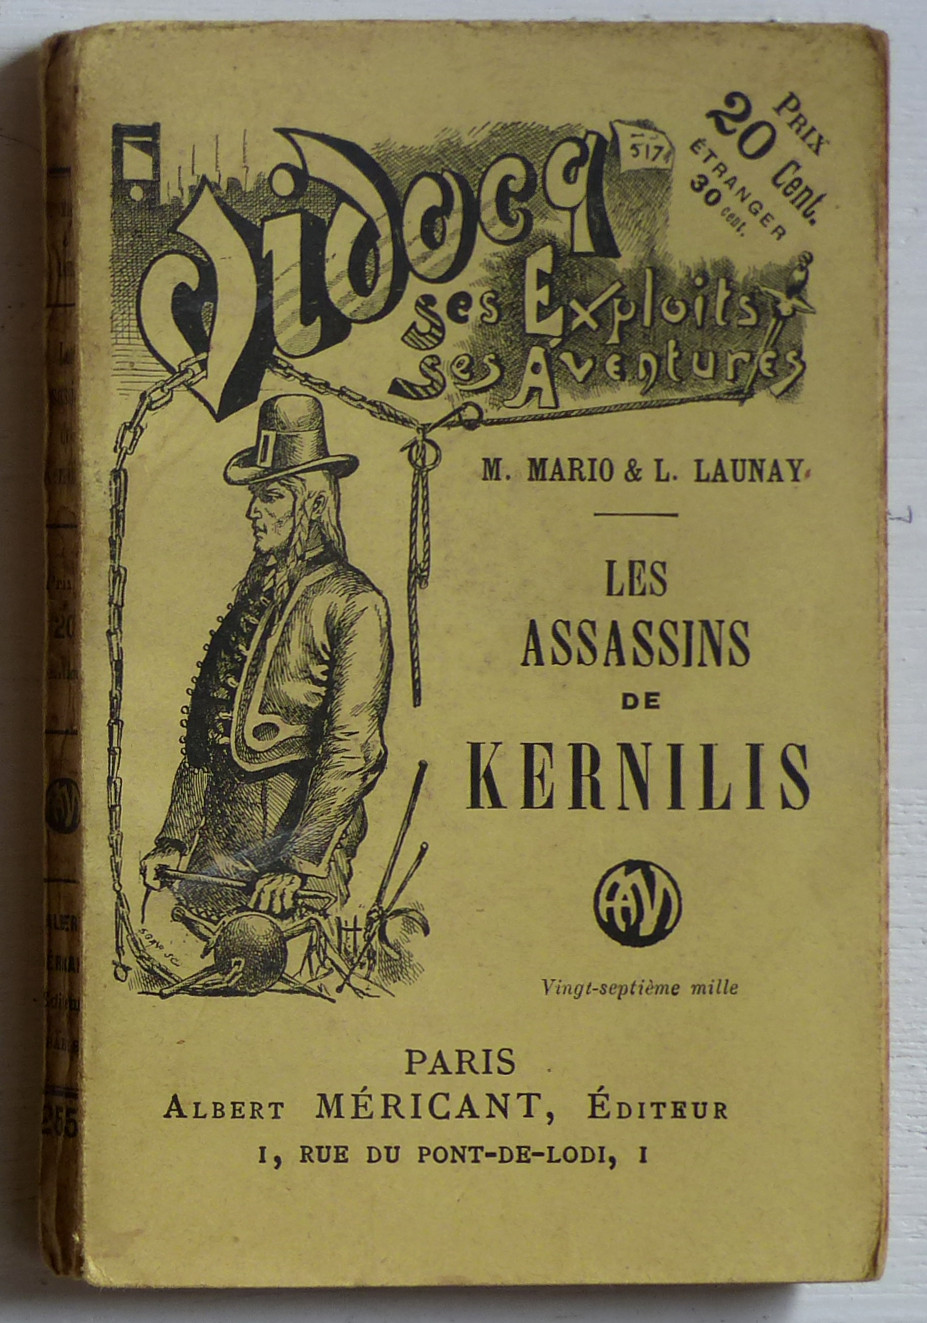 Vidocq
517
PRIX
20 Cent.
ÉTRANGER
30 cent.
Ses Exploits
Ses Aventures
M. MARIO & L. LAUNAY
LES
ASSASSINS
DE
KERNILIS
Vingt-septième mille
PARIS
ALBERT MÉRICANT, ÉDITEUR
1, RUE DU PONT-DE-LODI, 1
20
255